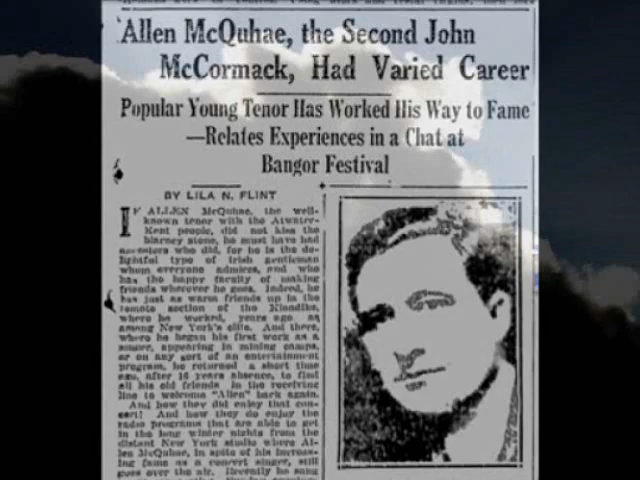 Allen McQuhae, the Second John
McCormack, Had Varied Career
Popular Young Tenor Has Worked His Way to Fame
—Relates Experiences in a Chat at
Bangor Festival
BY LILA N. FLINT
IF ALLEN McQuhae, the well-
known tenor with the Atwater-
Kent people, did not kiss the
blarney stone, he must have had
ancestors who did, for he is the de-
lightful type of Irish gentleman
whom everyone admires, and who
has the happy faculty of making
friends wherever he goes. Indeed, he
has just as warm friends up in the
remote section of the Klondike,
where he worked, years ago as
among New York's elite. And there,
where he began his first work as a
singer, appearing in mining camps,
or on any sort of an entertainment
program, he returned a short time
ago, after 16 years absence, to find
all his old friends in the receiving
line to welcome "Allen" back again.
And how they did enjoy that con-
cert! And how they do enjoy the
radio programs that are able to get
in the long winter nights from the
distant New York studio where Al-
len McQuhae, in spite of his increas-
ing fame as a concert singer, still
goes over the air. Recently he sang